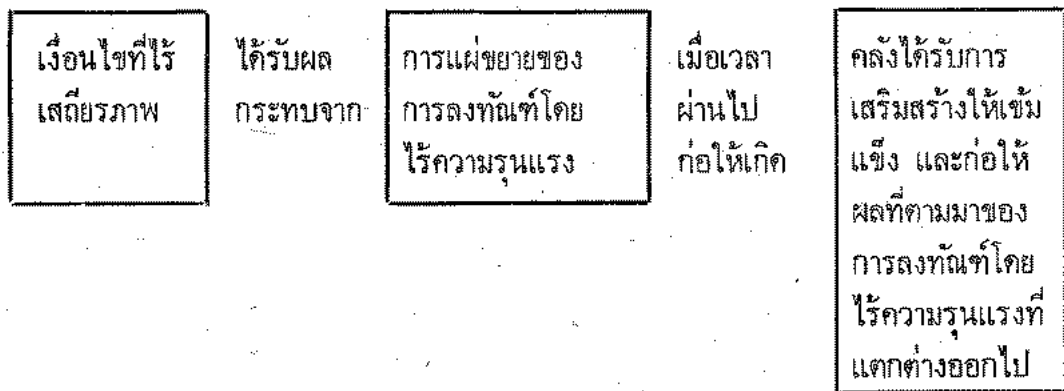 เงื่อนไขที่ไร้
เสถียรภาพ
ได้รับผล
กระทบจาก
การแผ่ขยายของ
การลงทัณฑ์โดย
ไร้ความรุนแรง
เมื่อเวลา
ผ่านไป
ก่อให้เกิด
คลังได้รับการ
เสริมสร้างให้เข้ม
แข็ง และก่อให้
ผลที่ตามมาของ
การลงทัณฑ์โดย
ไร้ความรุนแรงที่
แตกต่างออกไป